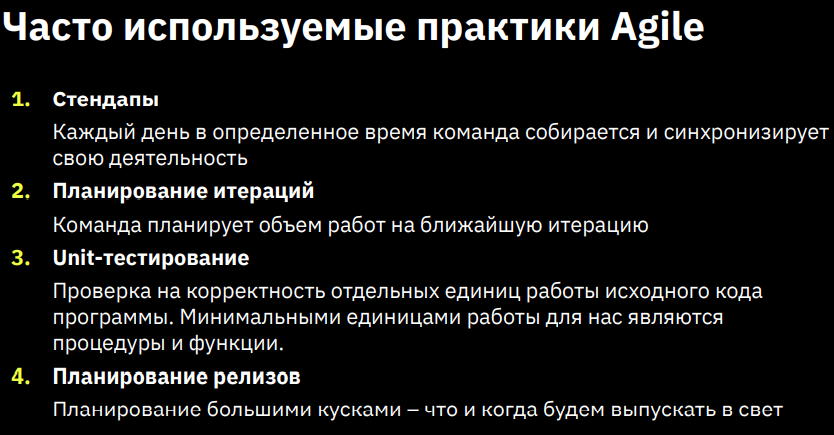 Часто используемые практики Agile
1. Стендапы
Каждый день в определенное время команда собирается и синхронизирует
свою деятельность
2. Планирование итераций
Команда планирует объем работ на ближайшую итерацию
3. Unit-тестирование
Проверка на корректность отдельных единиц работы исходного кода
программы. Минимальными единицами работы для нас являются
процедуры и функции.
4. Планирование релизов
Планирование большими кусками – что и когда будем выпускать в свет